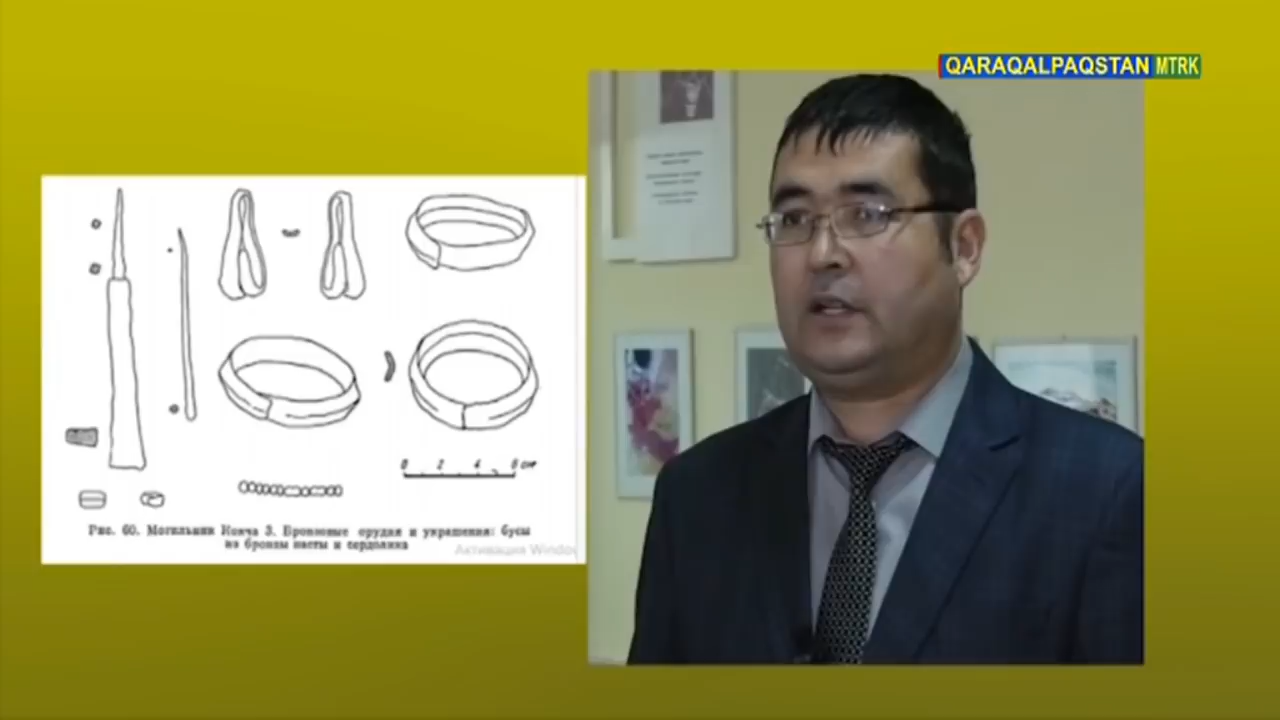 QARAQALPAQSTAN MTRK
0 2 4 6 см
Рис. 60. Могильник Кокча 3. Бронзовые орудия и украшения: бусы
из бронзы пасты и сердолика
Активация Windo